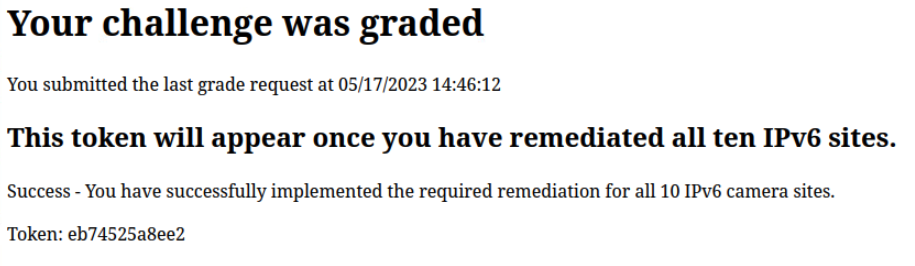 Your challenge was graded
You submitted the last grade request at 05/17/2023 14:46:12
This token will appear once you have remediated all ten IPv6 sites.
Success - You have successfully implemented the required remediation for all 10 IPv6 camera sites.
Token: eb74525a8ee2